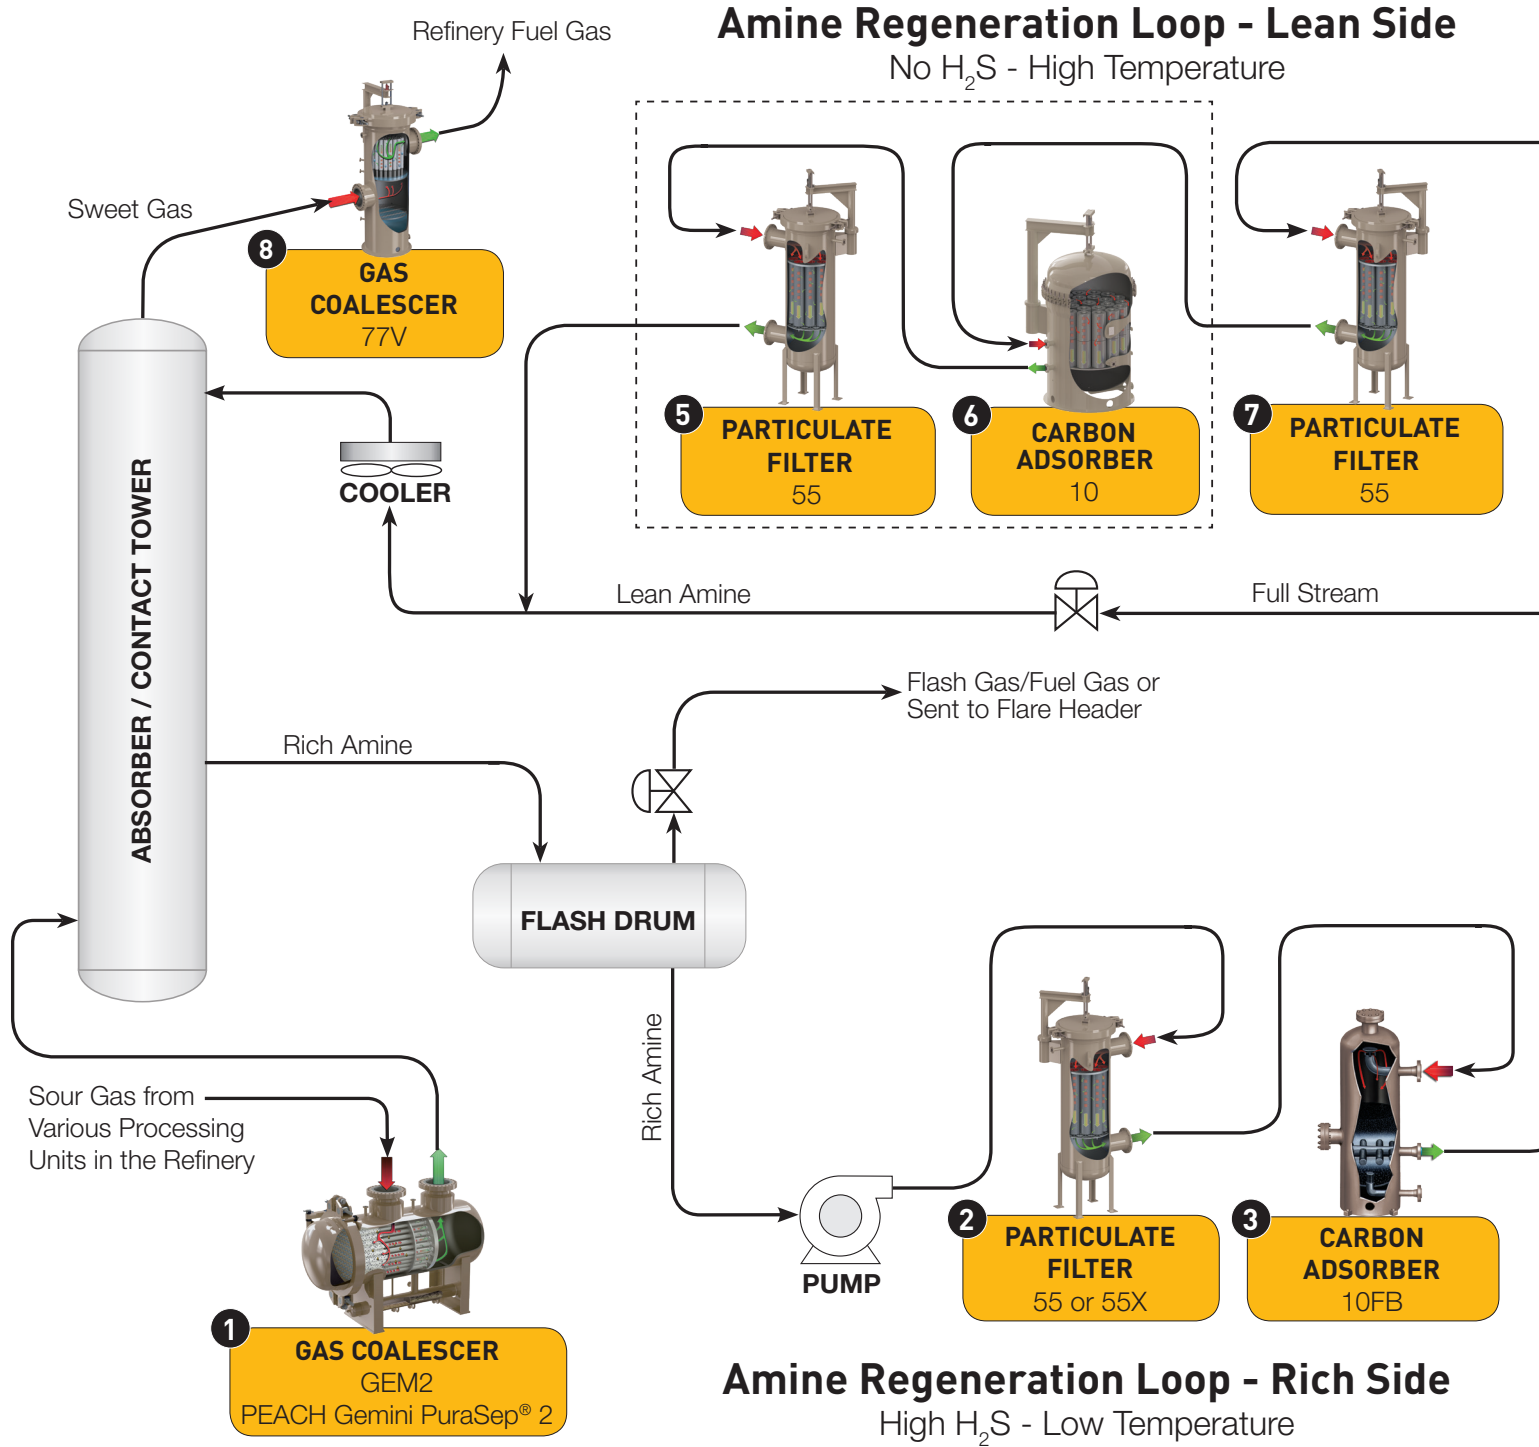 Amine Regeneration Loop - Lean Side
No H₂S - High Temperature
Refinery Fuel Gas
Sweet Gas
8
GAS
COALESCER
77V
5
PARTICULATE
FILTER
55
6
CARBON
ADSORBER
10
7
PARTICULATE
FILTER
55
COOLER
ABSORBER / CONTACT TOWER
Lean Amine
Full Stream
Flash Gas/Fuel Gas or
Sent to Flare Header
Rich Amine
FLASH DRUM
Rich Amine
Sour Gas from
Various Processing
Units in the Refinery
PUMP
2
PARTICULATE
FILTER
55 or 55X
3
CARBON
ADSORBER
10FB
1
GAS COALESCER
GEM2
PEACH Gemini PuraSep® 2
Amine Regeneration Loop - Rich Side
High H₂S - Low Temperature